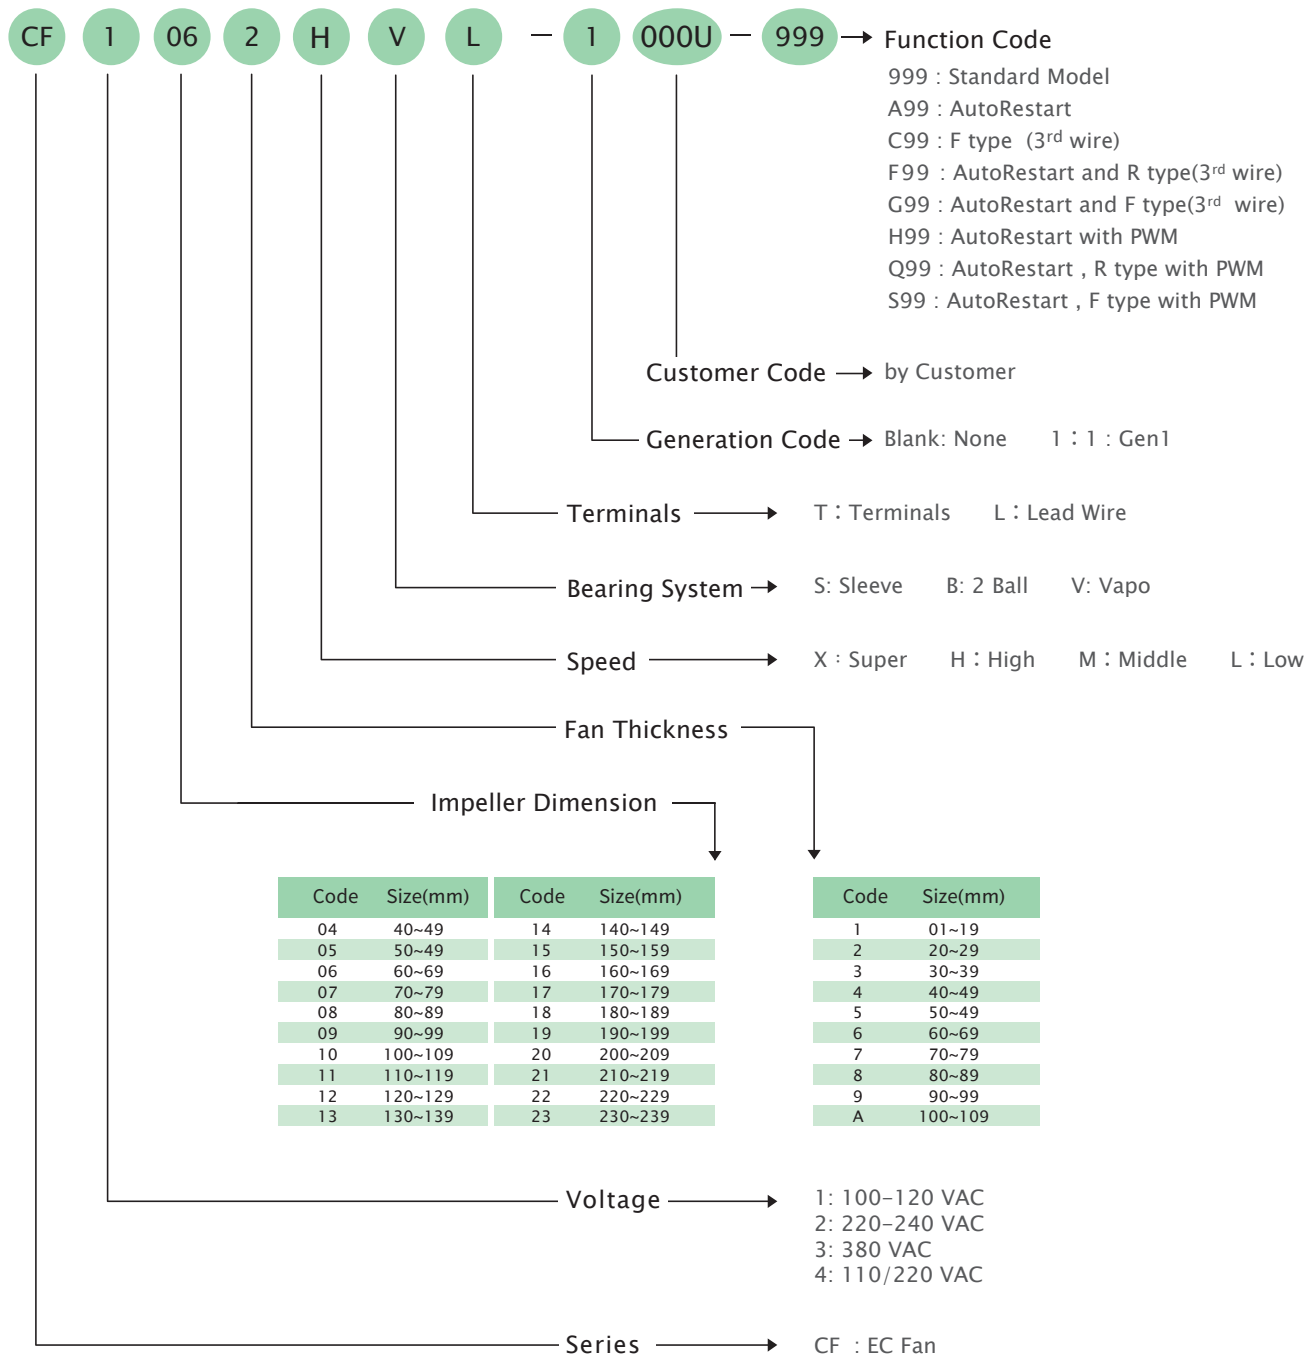 CF 1 06 2 H V L – 1 000U – 999 Function Code
999 : Standard Model
A99 : AutoRestart
C99 : F type (3rd wire)
F99 : AutoRestart and R type(3rd wire)
G99 : AutoRestart and F type(3rd wire)
H99 : AutoRestart with PWM
Q99 : AutoRestart , R type with PWM
S99 : AutoRestart , F type with PWM
Customer Code by Customer
Generation Code Blank: None 1：1 : Gen1
Terminals T：Terminals L：Lead Wire
Bearing System S: Sleeve B: 2 Ball V: Vapo
Speed X : Super H：High M：Middle L：Low
Fan Thickness
Impeller Dimension
Code Size(mm) Code Size(mm) Code Size(mm)
04 40~49 14 140~149 1 01~19
05 50~49 15 150~159 2 20~29
06 60~69 16 160~169 3 30~39
07 70~79 17 170~179 4 40~49
08 80~89 18 180~189 5 50~49
09 90~99 19 190~199 6 60~69
10 100~109 20 200~209 7 70~79
11 110~119 21 210~219 8 80~89
12 120~129 22 220~229 9 90~99
13 130~139 23 230~239 A 100~109
Voltage 1: 100–120 VAC
2: 220–240 VAC
3: 380 VAC
4: 110/220 VAC
Series CF : EC Fan